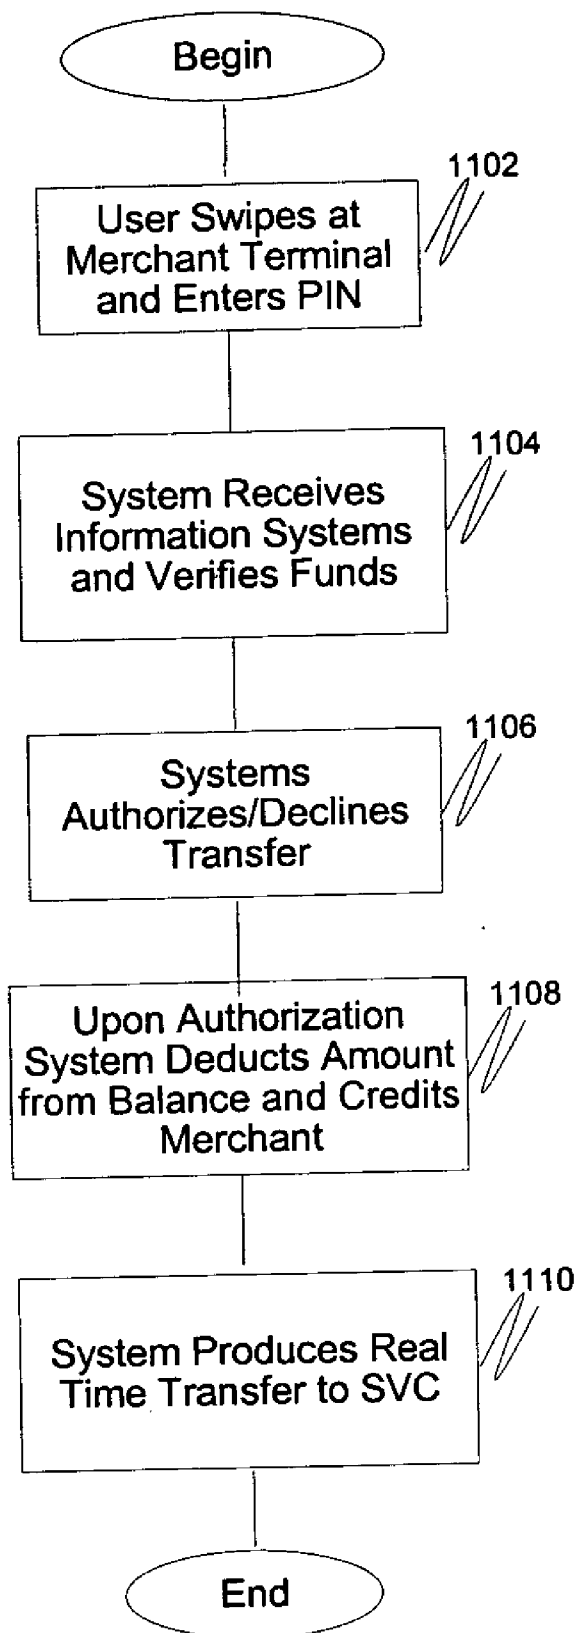 Begin
1102
User Swipes at
Merchant Terminal
and Enters PIN
1104
System Receives
Information Systems
and Verifies Funds
1106
Systems
Authorizes/Declines
Transfer
1108
Upon Authorization
System Deducts Amount
from Balance and Credits
Merchant
1110
System Produces Real
Time Transfer to SVC
End